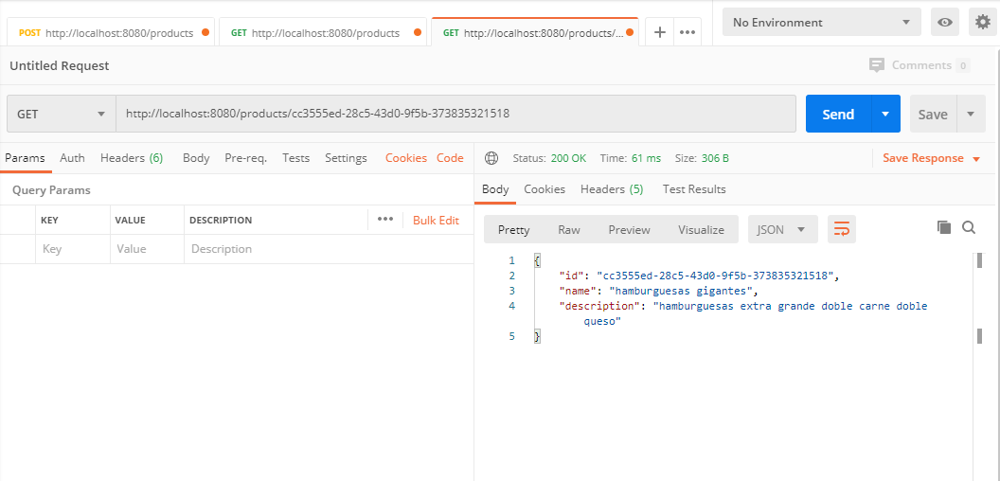 POST http://localhost:8080/products
GET http://localhost:8080/products
GET http://localhost:8080/products/...
No Environment
Untitled Request
Comments 0
GET
http://localhost:8080/products/cc3555ed-28c5-43d0-9f5b-373835321518
Send
Save
Params Auth Headers (6) Body Pre-req. Tests Settings Cookies Code
Status: 200 OK Time: 61 ms Size: 306 B Save Response
Query Params
Body Cookies Headers (5) Test Results
KEY VALUE DESCRIPTION ••• Bulk Edit
Key Value Description
Pretty Raw Preview Visualize JSON
1 {
2 "id": "cc3555ed-28c5-43d0-9f5b-373835321518",
3 "name": "hamburguesas gigantes",
4 "description": "hamburguesas extra grande doble carne doble
queso"
5 }